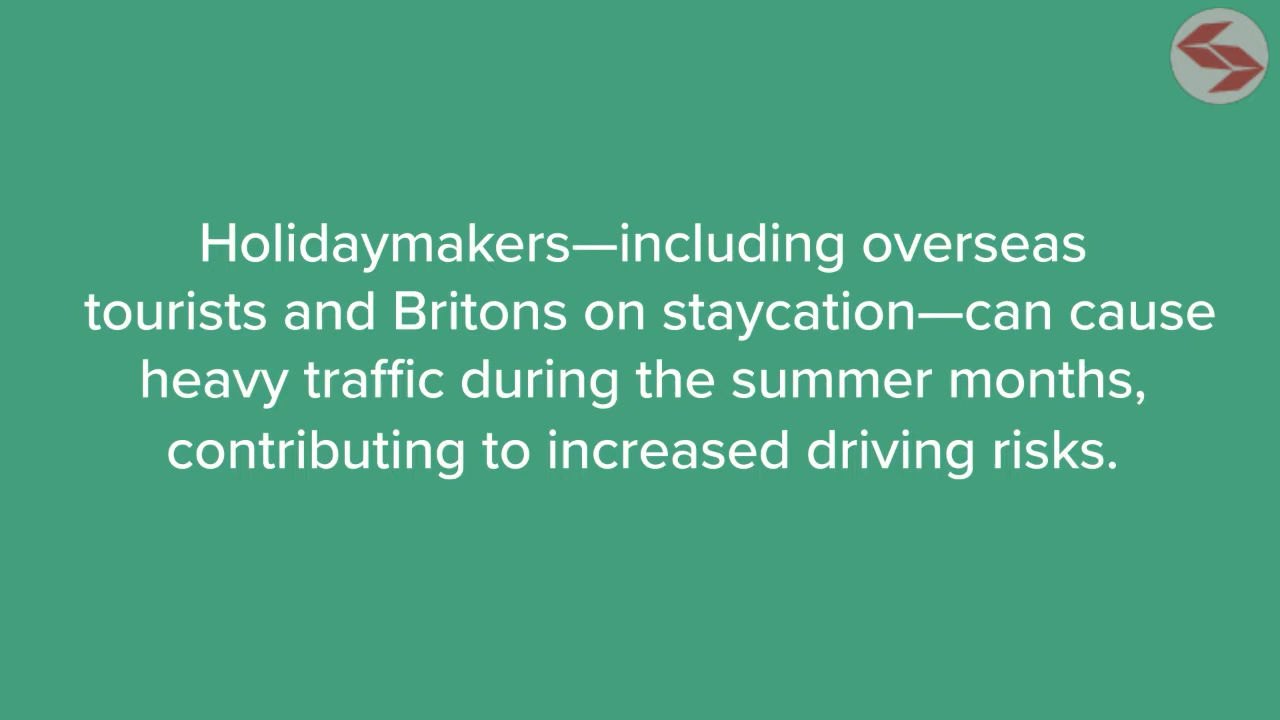 Holidaymakers—including overseas
tourists and Britons on staycation—can cause
heavy traffic during the summer months,
contributing to increased driving risks.